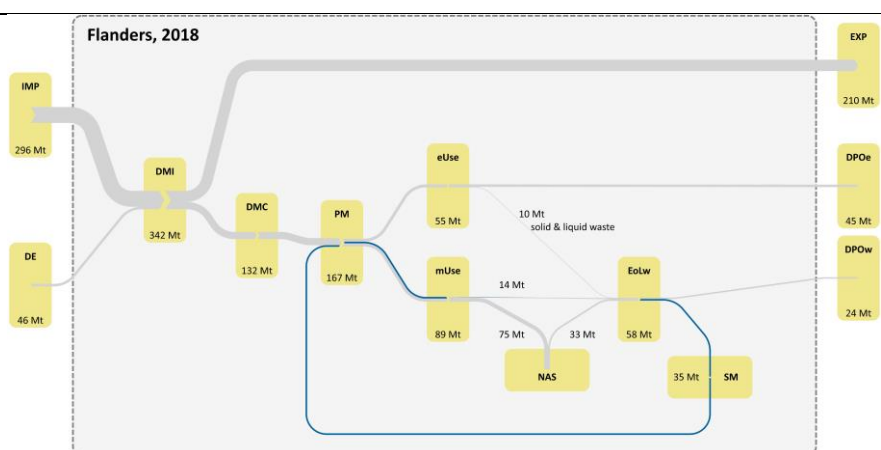 Flanders, 2018
EXP
210 Mt
IMP
296 Mt
DMI
342 Mt
DE
46 Mt
DMC
132 Mt
PM
167 Mt
eUse
55 Mt
10 Mt
solid & liquid waste
DPOe
45 Mt
mUse
89 Mt
14 Mt
75 Mt
33 Mt
NAS
EoLw
58 Mt
DPOw
24 Mt
35 Mt
SM